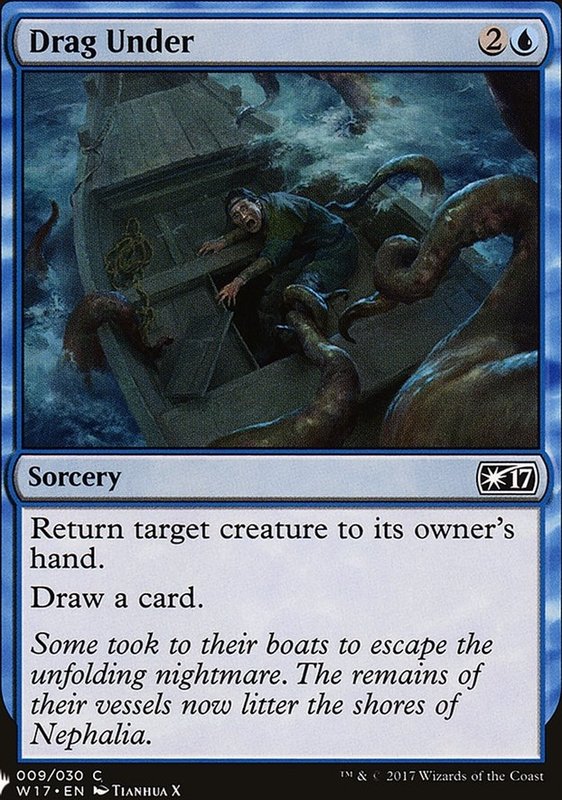 Drag Under
2
Sorcery
17
Return target creature to its owner's
hand.
Draw a card.
Some took to their boats to escape the
unfolding nightmare. The remains of
their vessels now litter the shores of
Nephalia.
009/030 C
W17 • EN Tianhua X
™ & © 2017 Wizards of the Coast